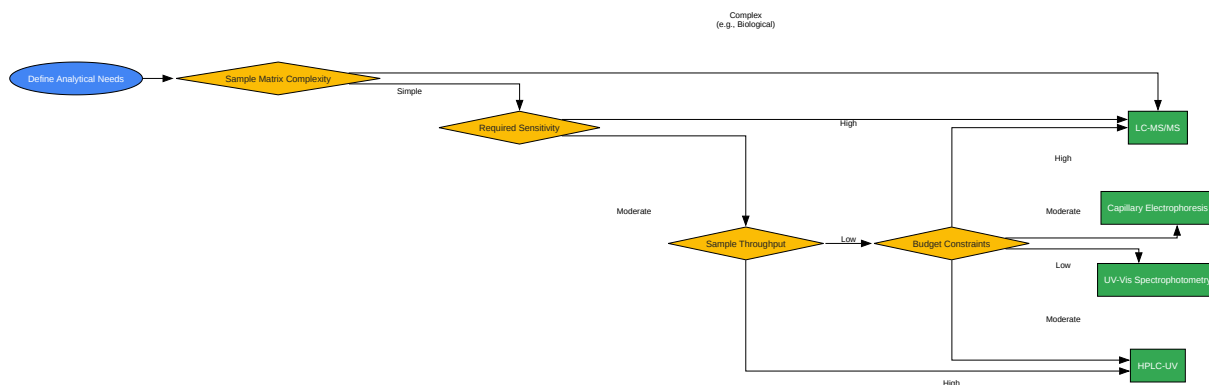 Complex
(e.g., Biological)
Define Analytical Needs
Sample Matrix Complexity
Simple
Required Sensitivity
High
LC-MS/MS
High
Moderate
Moderate
Capillary Electrophoresis
Sample Throughput
Low
Budget Constraints
Low
UV-Vis Spectrophotometry
Moderate
HPLC-UV
High